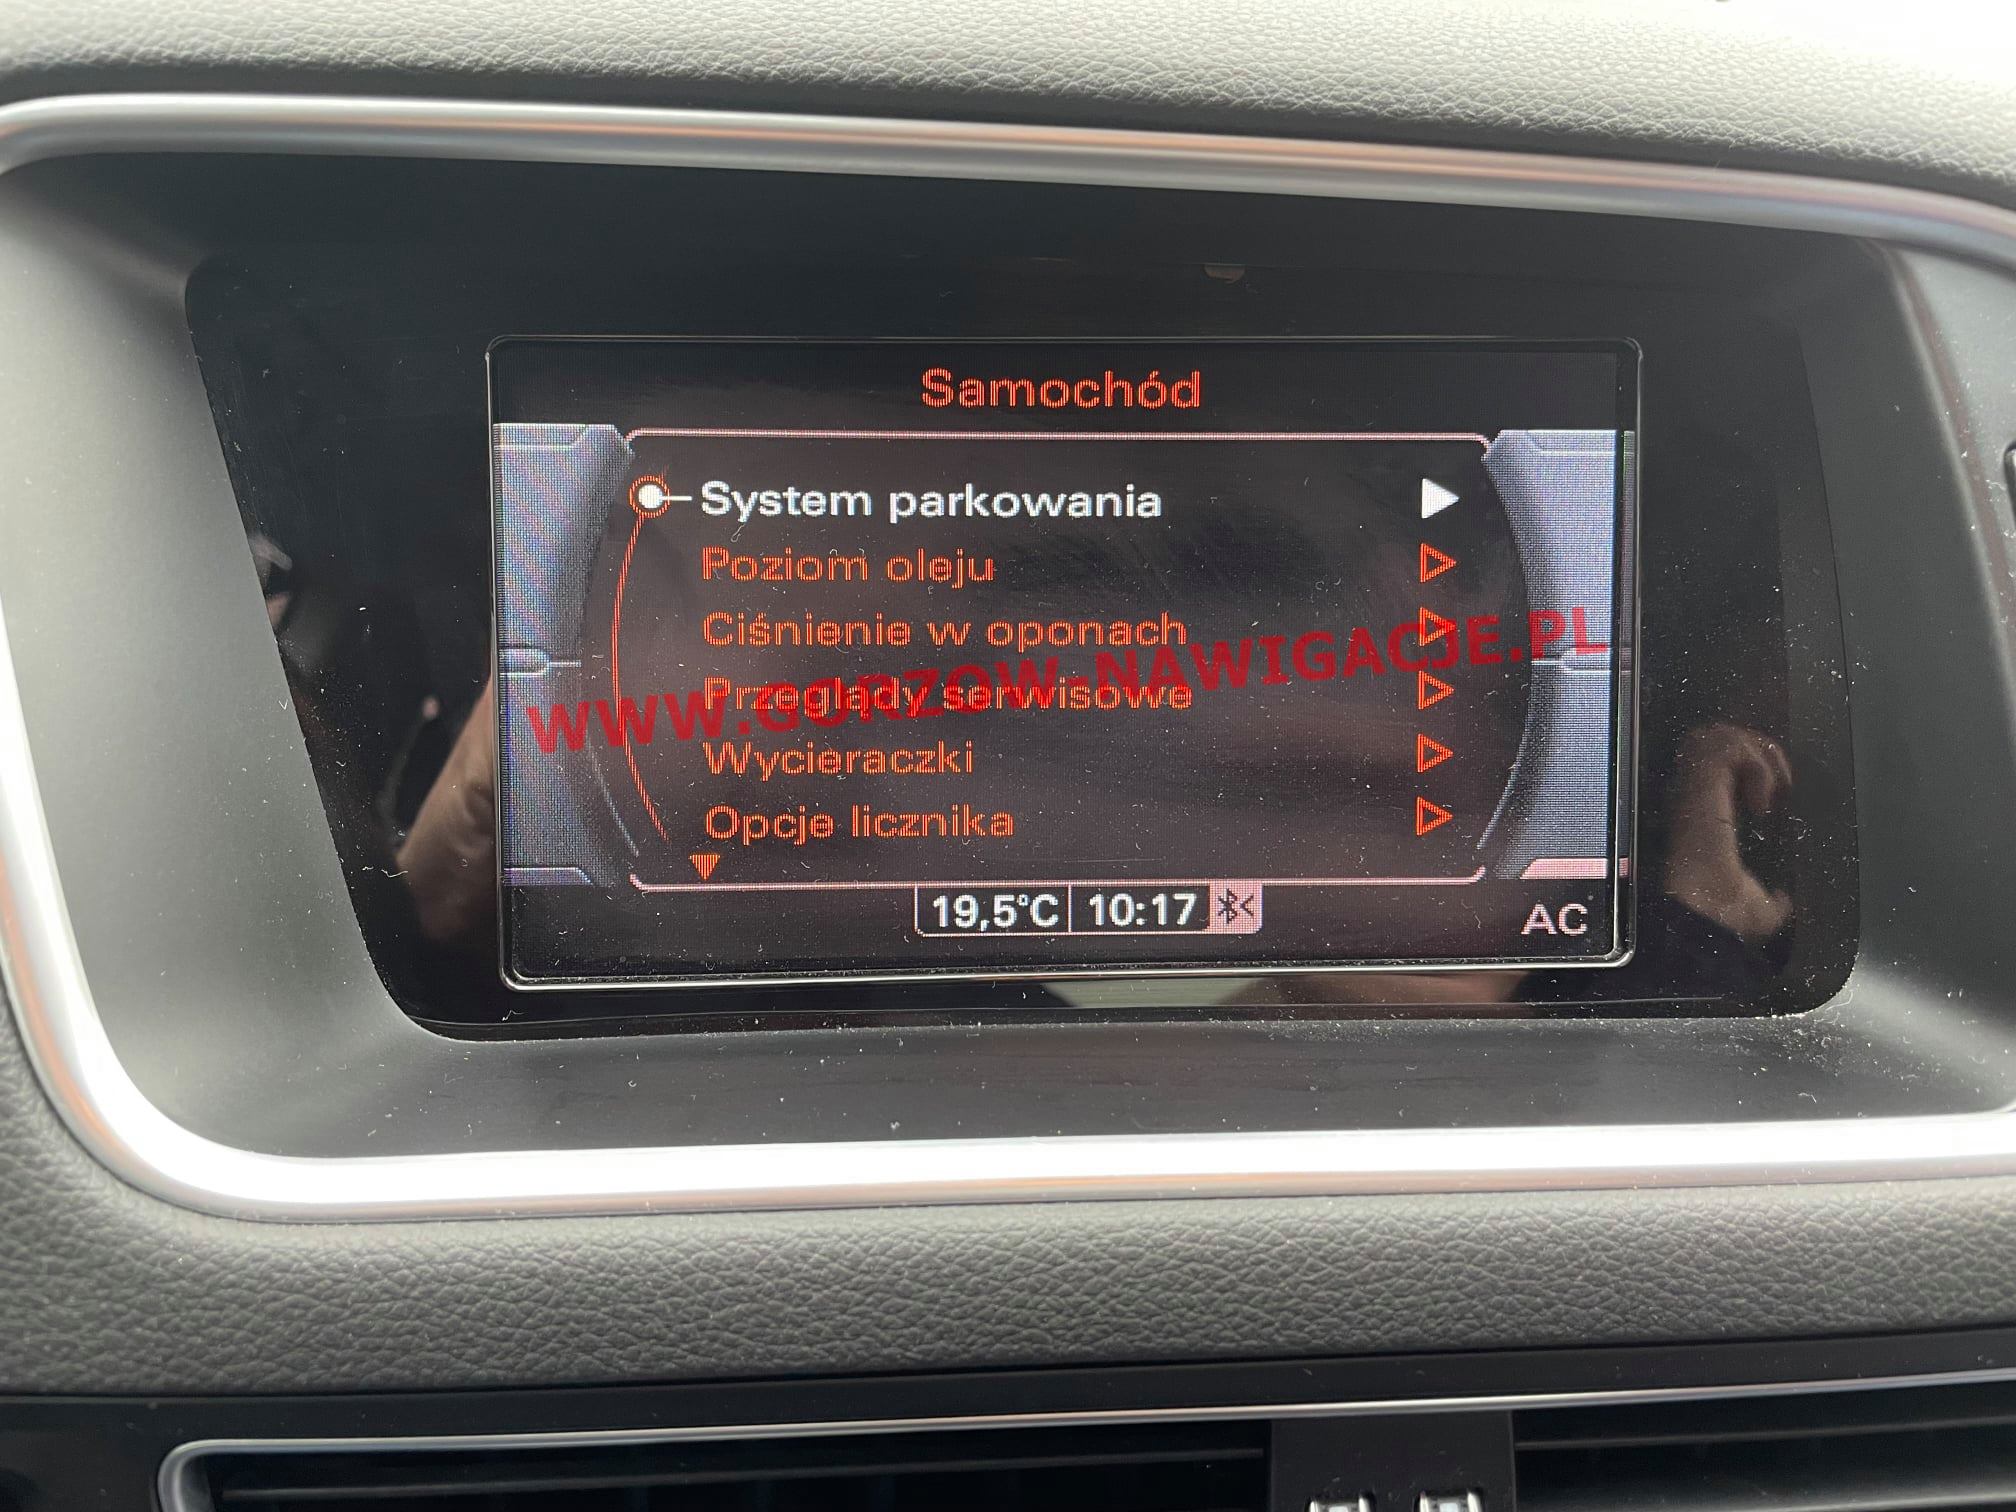 Samochód
System parkowania
Poziom oleju
Ciśnienie w oponach
WWW.GORZOW-NAWIGACJE.PL
Przeglądy serwisowe
Wycieraczki
Opcje licznika
19,5°C 10:17
AC